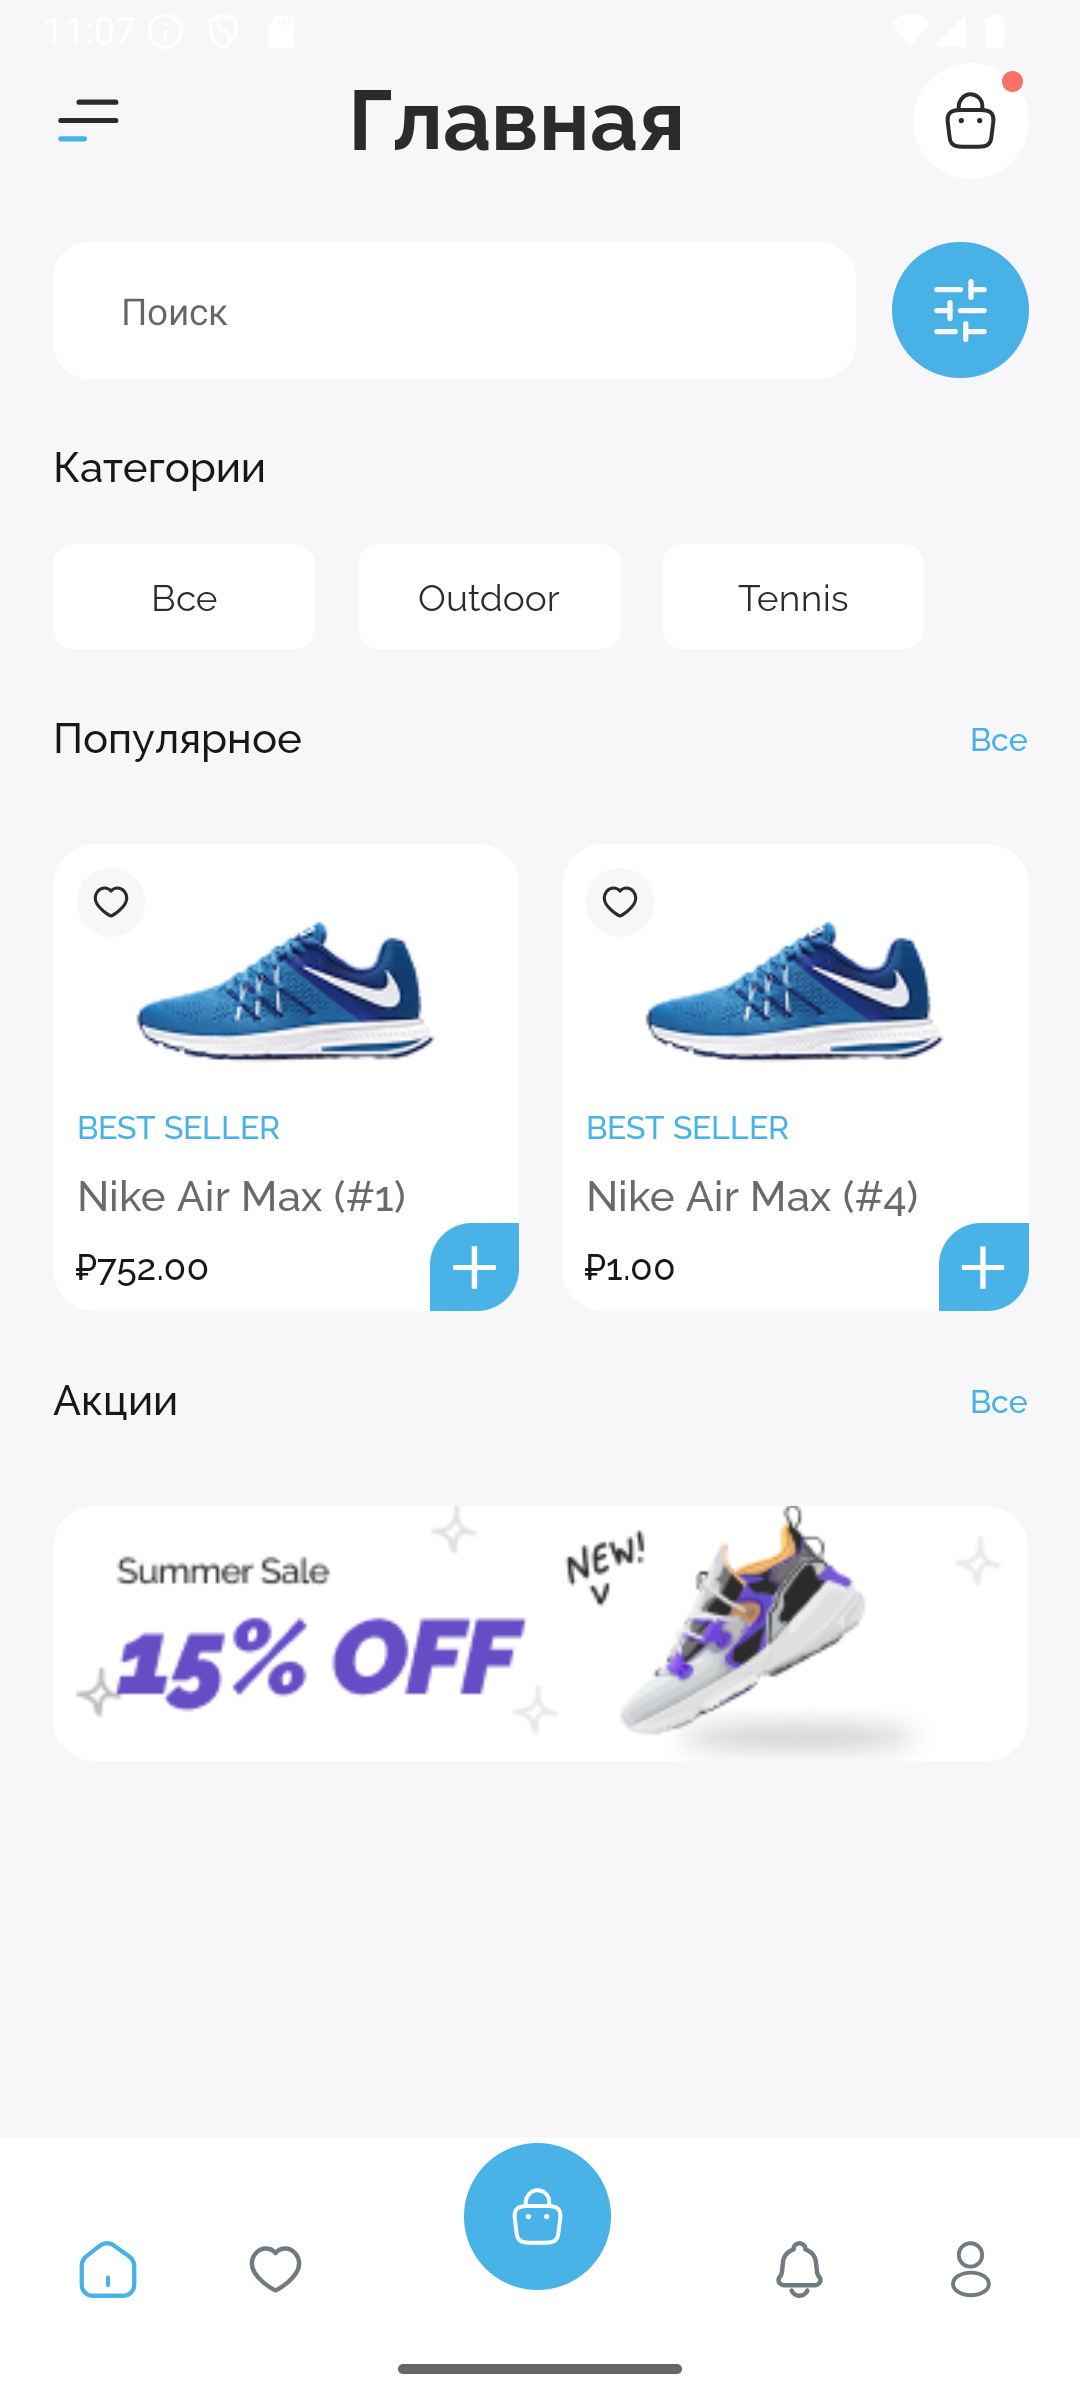 11:07
Главная
Поиск
Категории
Все
Outdoor
Tennis
Популярное
Все
BEST SELLER
Nike Air Max (#1)
₽752.00
BEST SELLER
Nike Air Max (#4)
₽1.00
Акции
Все
Summer Sale
15% OFF
NEW!